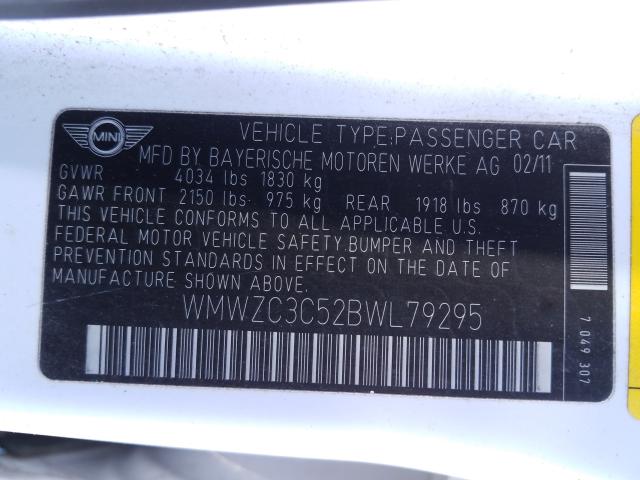 MINI
VEHICLE TYPE:PASSENGER CAR
MFD BY BAYERISCHE MOTOREN WERKE AG 02/11
GVWR 4034 lbs 1830 kg
GAWR FRONT 2150 lbs 975 kg REAR 1918 lbs 870 kg
THIS VEHICLE CONFORMS TO ALL APPLICABLE U.S.
FEDERAL MOTOR VEHICLE SAFETY,BUMPER AND THEFT
PREVENTION STANDARDS IN EFFECT ON THE DATE OF
MANUFACTURE SHOWN ABOVE.
WMWZC3C52BWL79295
7 049 307